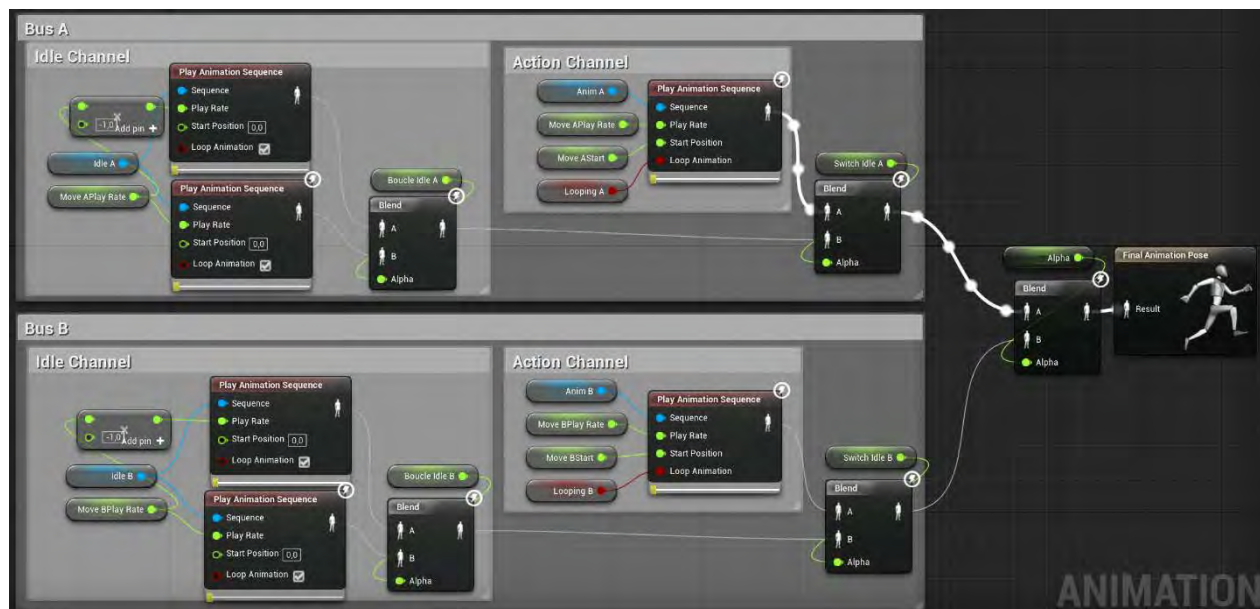 Bus A
Idle Channel
Play Animation Sequence
Sequence
Play Rate
Start Position 0,0
Loop Animation
-1,0
Add pin +
Idle A
Move APlay Rate
Play Animation Sequence
Sequence
Play Rate
Start Position 0,0
Loop Animation
Boucle Idle A
Blend
A
B
Alpha
Action Channel
Anim A
Move APlay Rate
Move AStart
Looping A
Play Animation Sequence
Sequence
Play Rate
Start Position
Loop Animation
Switch Idle A
Blend
A
B
Alpha
Bus B
Idle Channel
Play Animation Sequence
Sequence
Play Rate
Start Position 0,0
Loop Animation
-1,0
Add pin +
Idle B
Move BPlay Rate
Play Animation Sequence
Sequence
Play Rate
Start Position 0,0
Loop Animation
Boucle Idle B
Blend
A
B
Alpha
Action Channel
Anim B
Move BPlay Rate
Move BStart
Looping B
Play Animation Sequence
Sequence
Play Rate
Start Position
Loop Animation
Switch Idle B
Blend
A
B
Alpha
Alpha
Blend
A
B
Alpha
Final Animation Pose
Result
ANIMATION